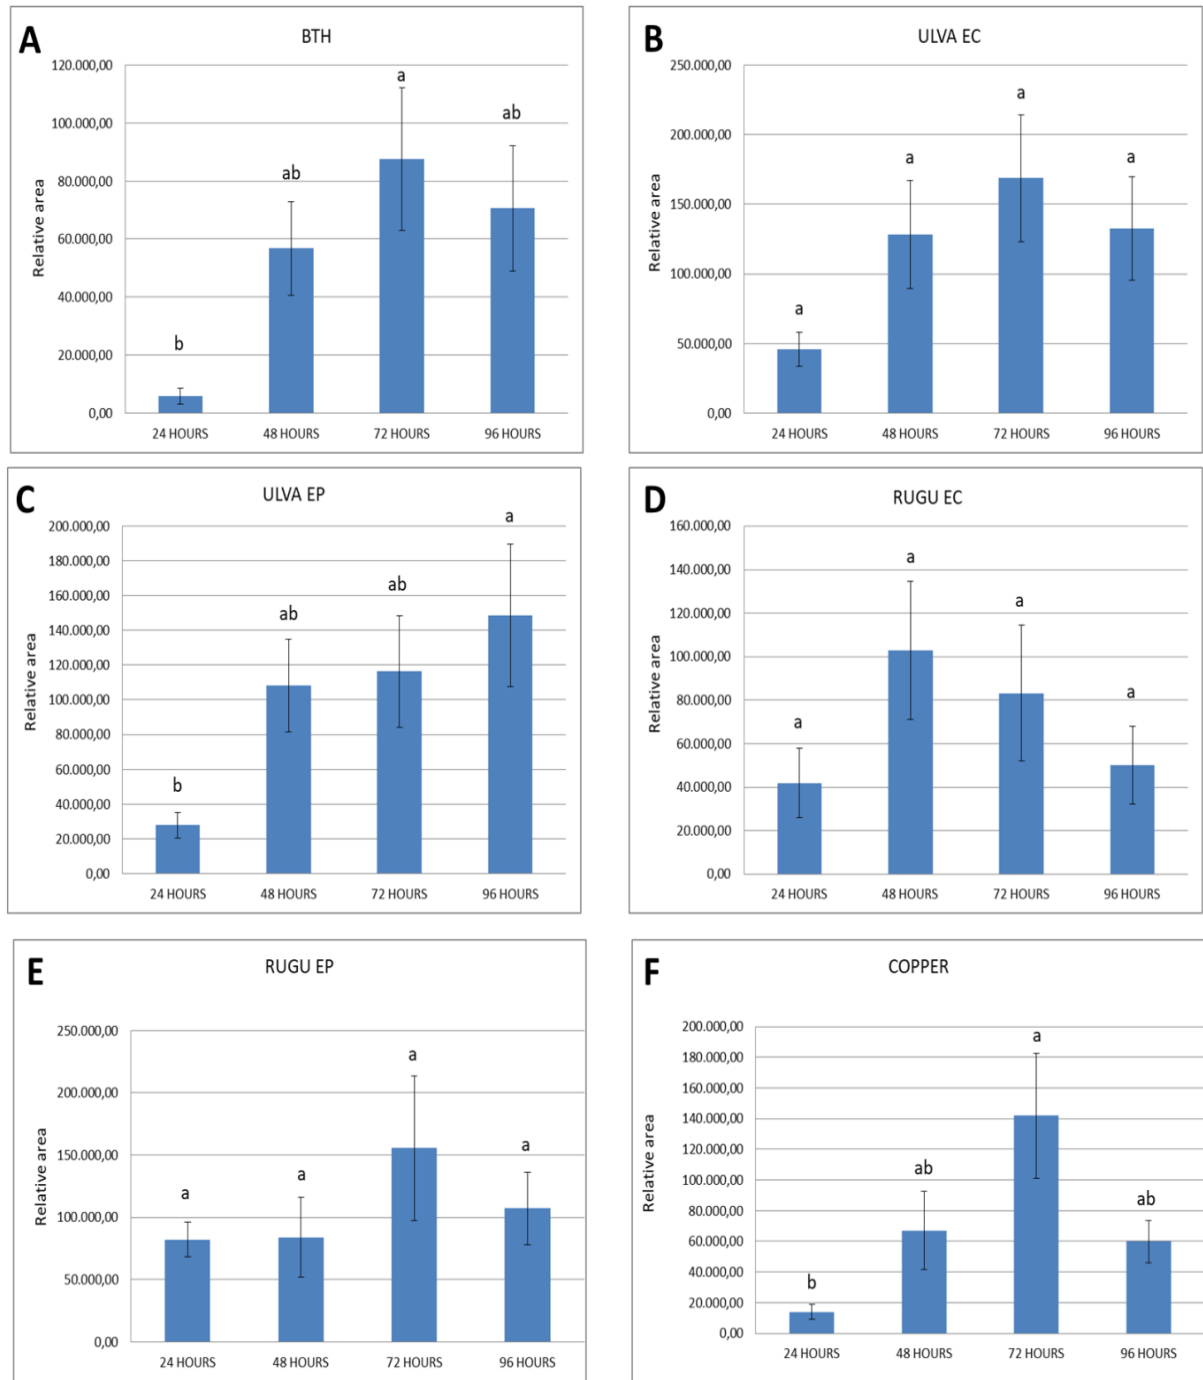 A
BTH
120.000,00
100.000,00
80.000,00
60.000,00
40.000,00
20.000,00
0,00
Relative area
b
ab
a
ab
24 HOURS
48 HOURS
72 HOURS
96 HOURS
B
ULVA EC
250.000,00
200.000,00
150.000,00
100.000,00
50.000,00
0,00
Relative area
a
a
a
a
24 HOURS
48 HOURS
72 HOURS
96 HOURS
C
ULVA EP
200.000,00
180.000,00
160.000,00
140.000,00
120.000,00
100.000,00
80.000,00
60.000,00
40.000,00
20.000,00
0,00
Relative area
b
ab
ab
a
24 HOURS
48 HOURS
72 HOURS
96 HOURS
D
RUGU EC
160.000,00
140.000,00
120.000,00
100.000,00
80.000,00
60.000,00
40.000,00
20.000,00
0,00
Relative area
a
a
a
a
24 HOURS
48 HOURS
72 HOURS
96 HOURS
E
RUGU EP
250.000,00
200.000,00
150.000,00
100.000,00
50.000,00
0,00
Relative area
a
a
a
a
24 HOURS
48 HOURS
72 HOURS
96 HOURS
F
COPPER
200.000,00
180.000,00
160.000,00
140.000,00
120.000,00
100.000,00
80.000,00
60.000,00
40.000,00
20.000,00
0,00
Relative area
b
ab
a
ab
24 HOURS
48 HOURS
72 HOURS
96 HOURS